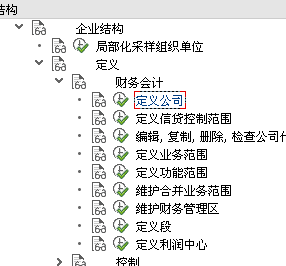 结构
企业结构
局部化采样组织单位
定义
财务会计
定义公司
定义信贷控制范围
编辑, 复制, 删除, 检查公司代
定义业务范围
定义功能范围
维护合并业务范围
维护财务管理区
定义段
定义利润中心
控制